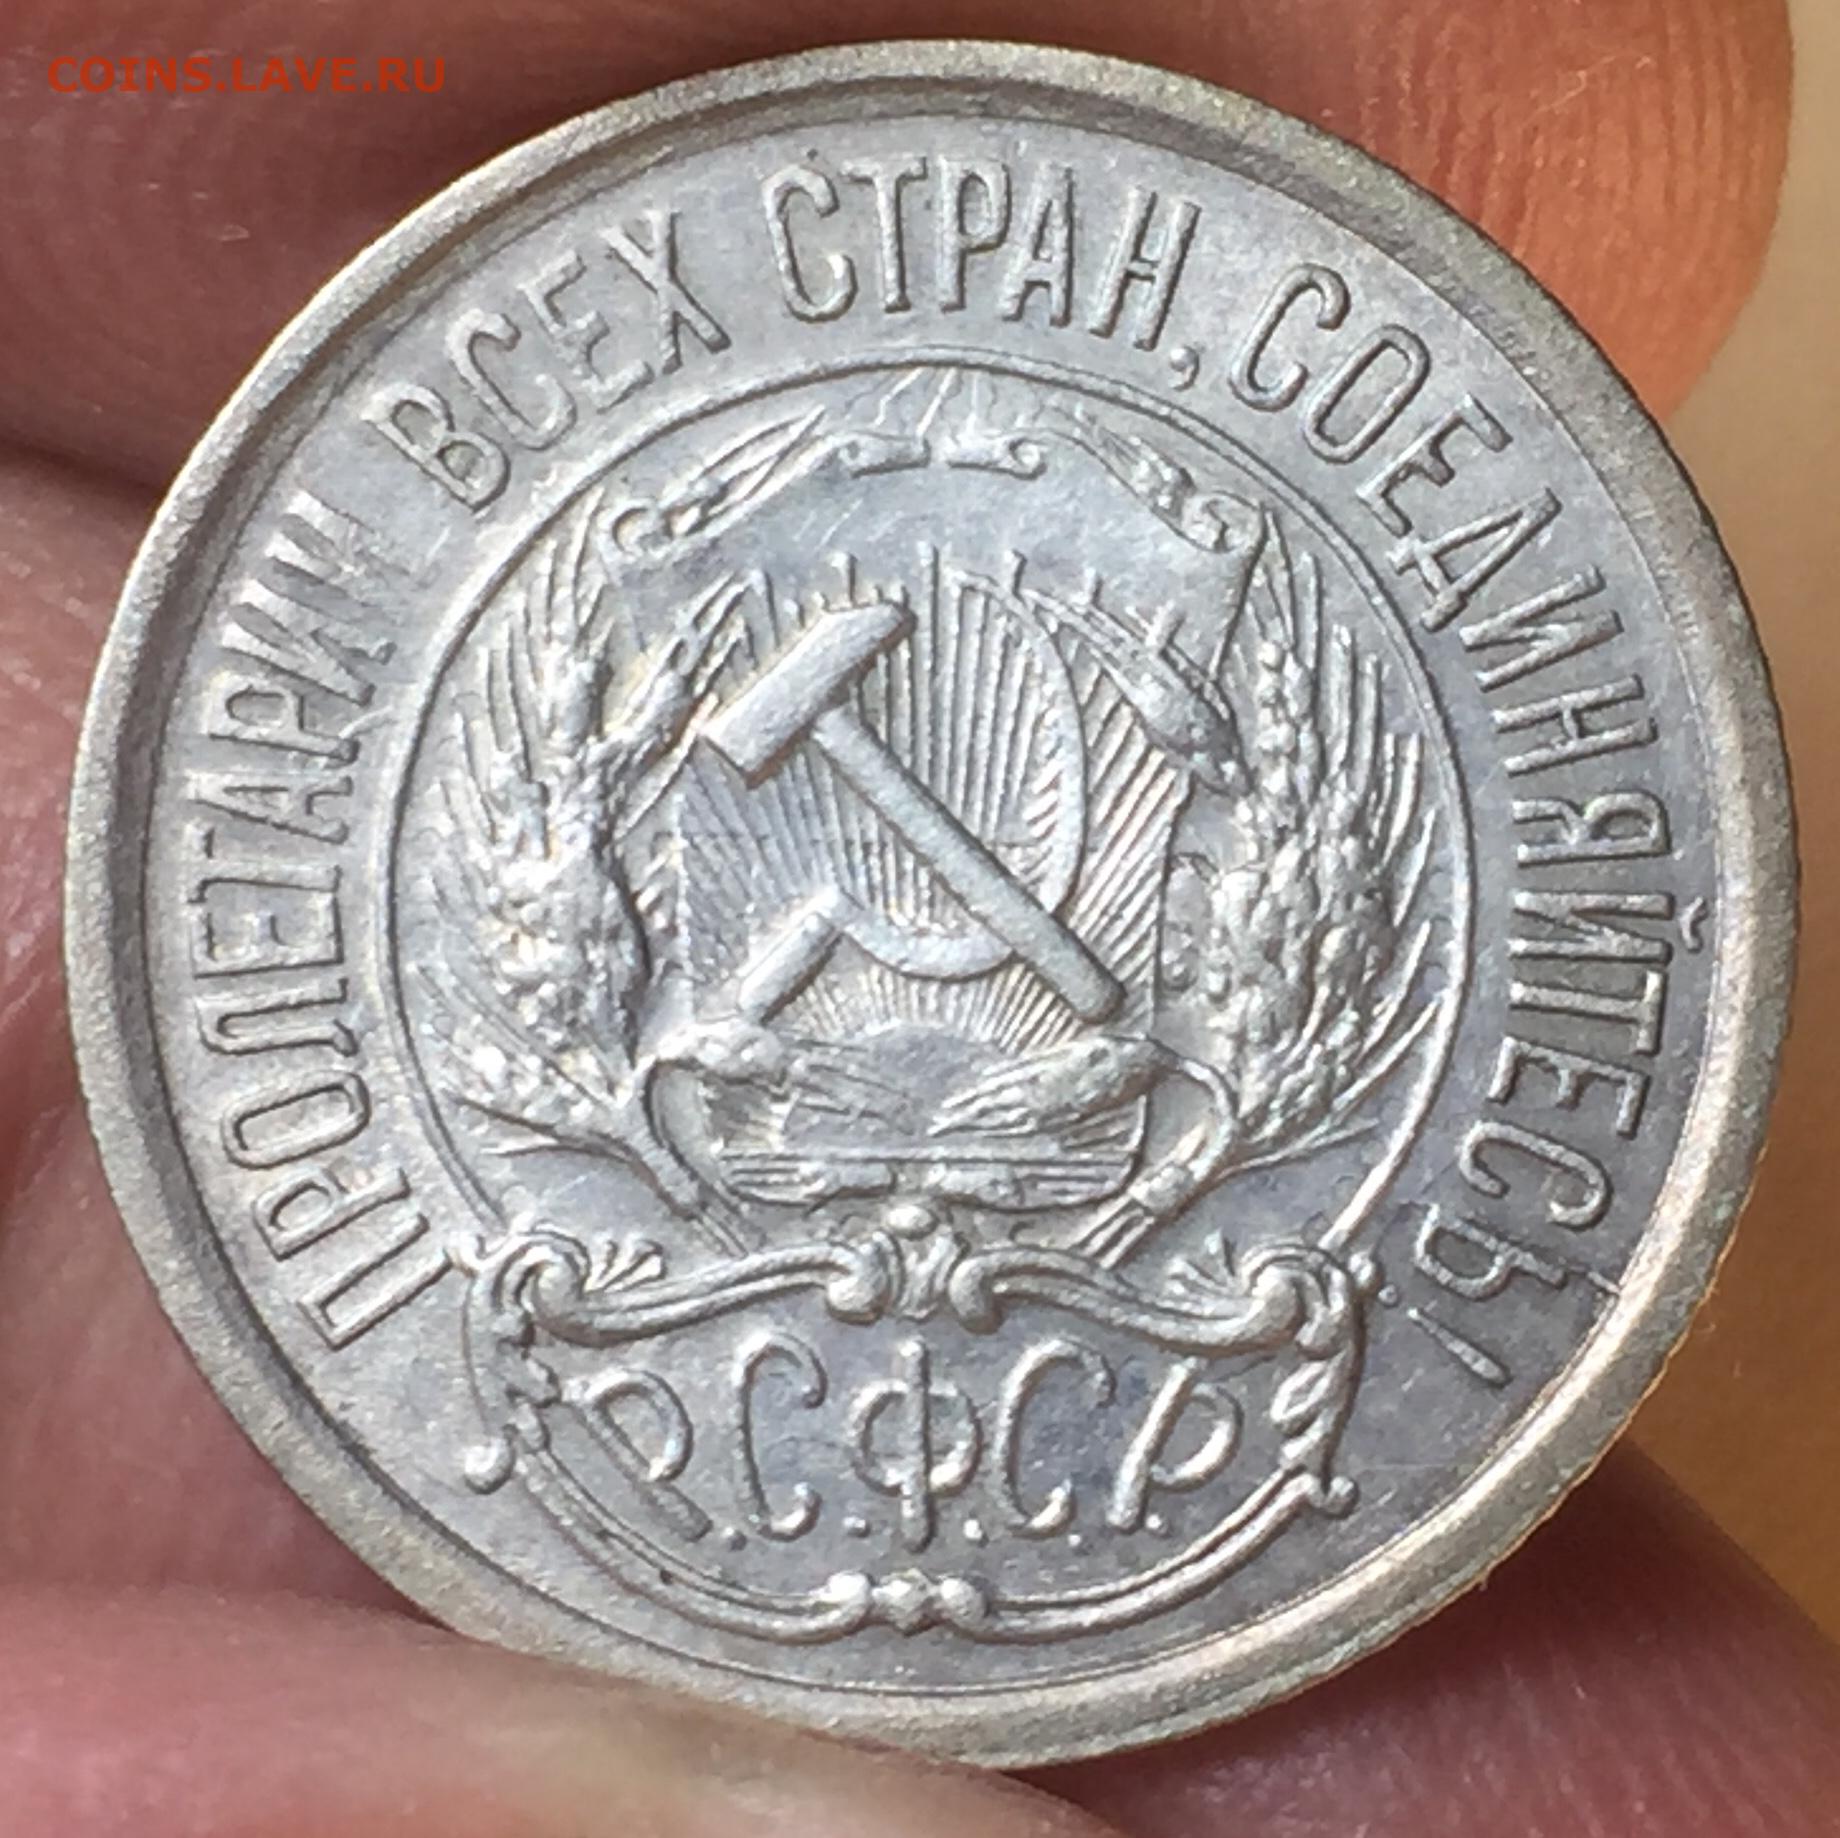 COINS.LAVE.RU
ПРОЛЕТАРИИ ВСЕХ СТРАН, СОЕДИНЯЙТЕСЬ!
Р.С.Ф.С.Р.